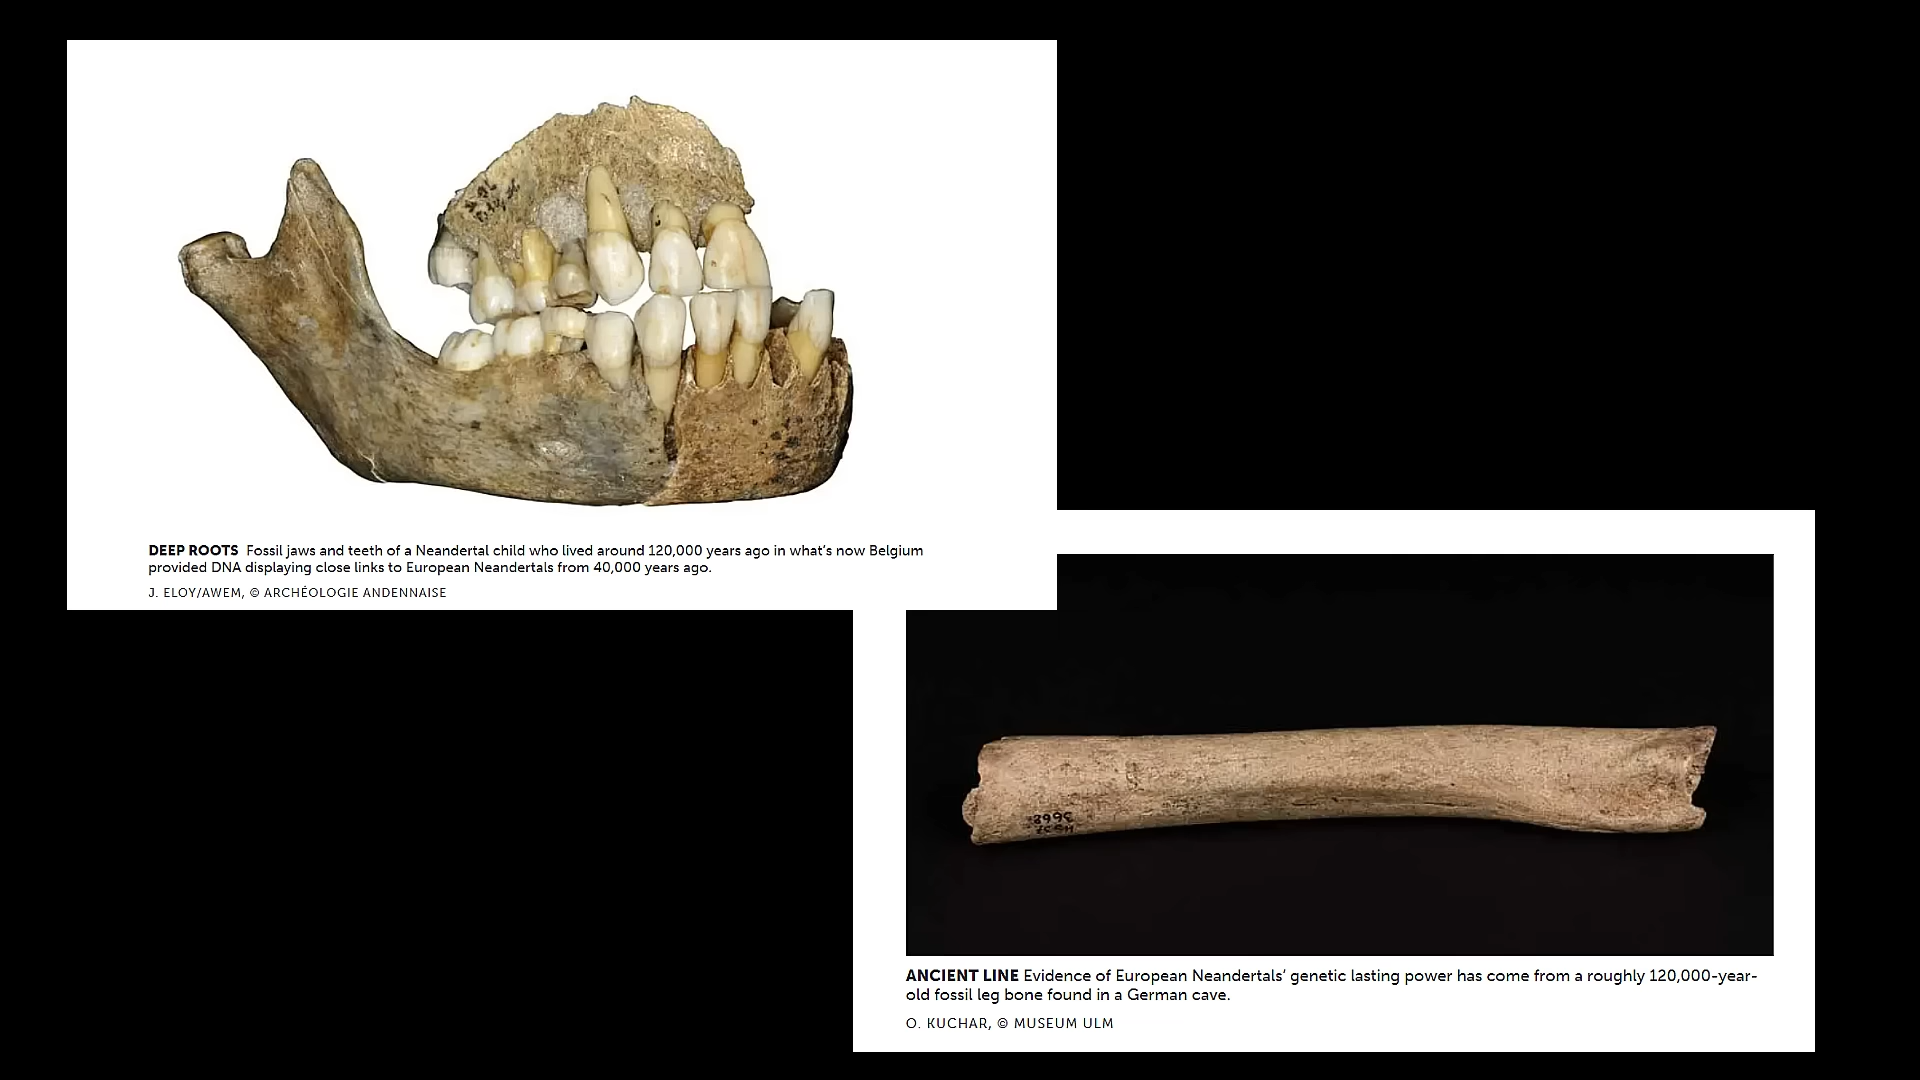 DEEP ROOTS Fossil jaws and teeth of a Neandertal child who lived around 120,000 years ago in what's now Belgium
provided DNA displaying close links to European Neandertals from 40,000 years ago.
J. ELOY/AWEM, © ARCHÉOLOGIE ANDENNAISE
ANCIENT LINE Evidence of European Neandertals' genetic lasting power has come from a roughly 120,000-year-
old fossil leg bone found in a German cave.
O. KUCHAR, © MUSEUM ULM